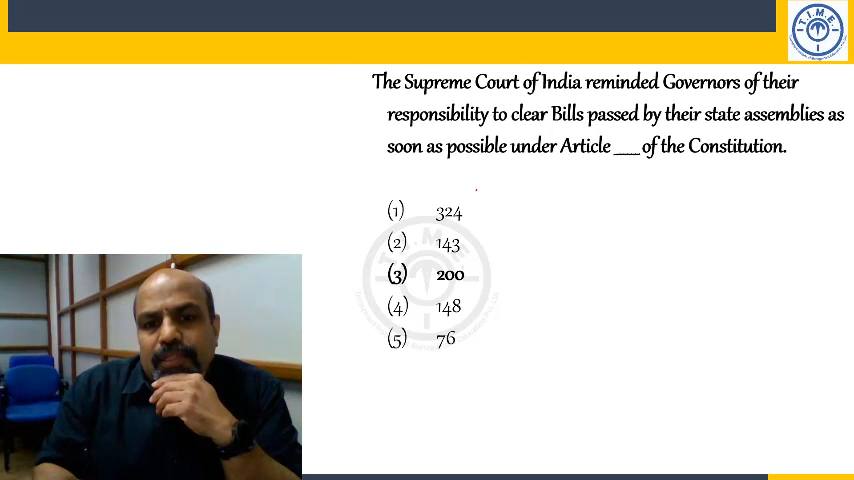 T.I.M.E.
The Supreme Court of India reminded Governors of their
responsibility to clear Bills passed by their state assemblies as
soon as possible under Article ____ of the Constitution.
(1) 324
(2) 143
(3) 200
(4) 148
(5) 76
T.I.M.E.